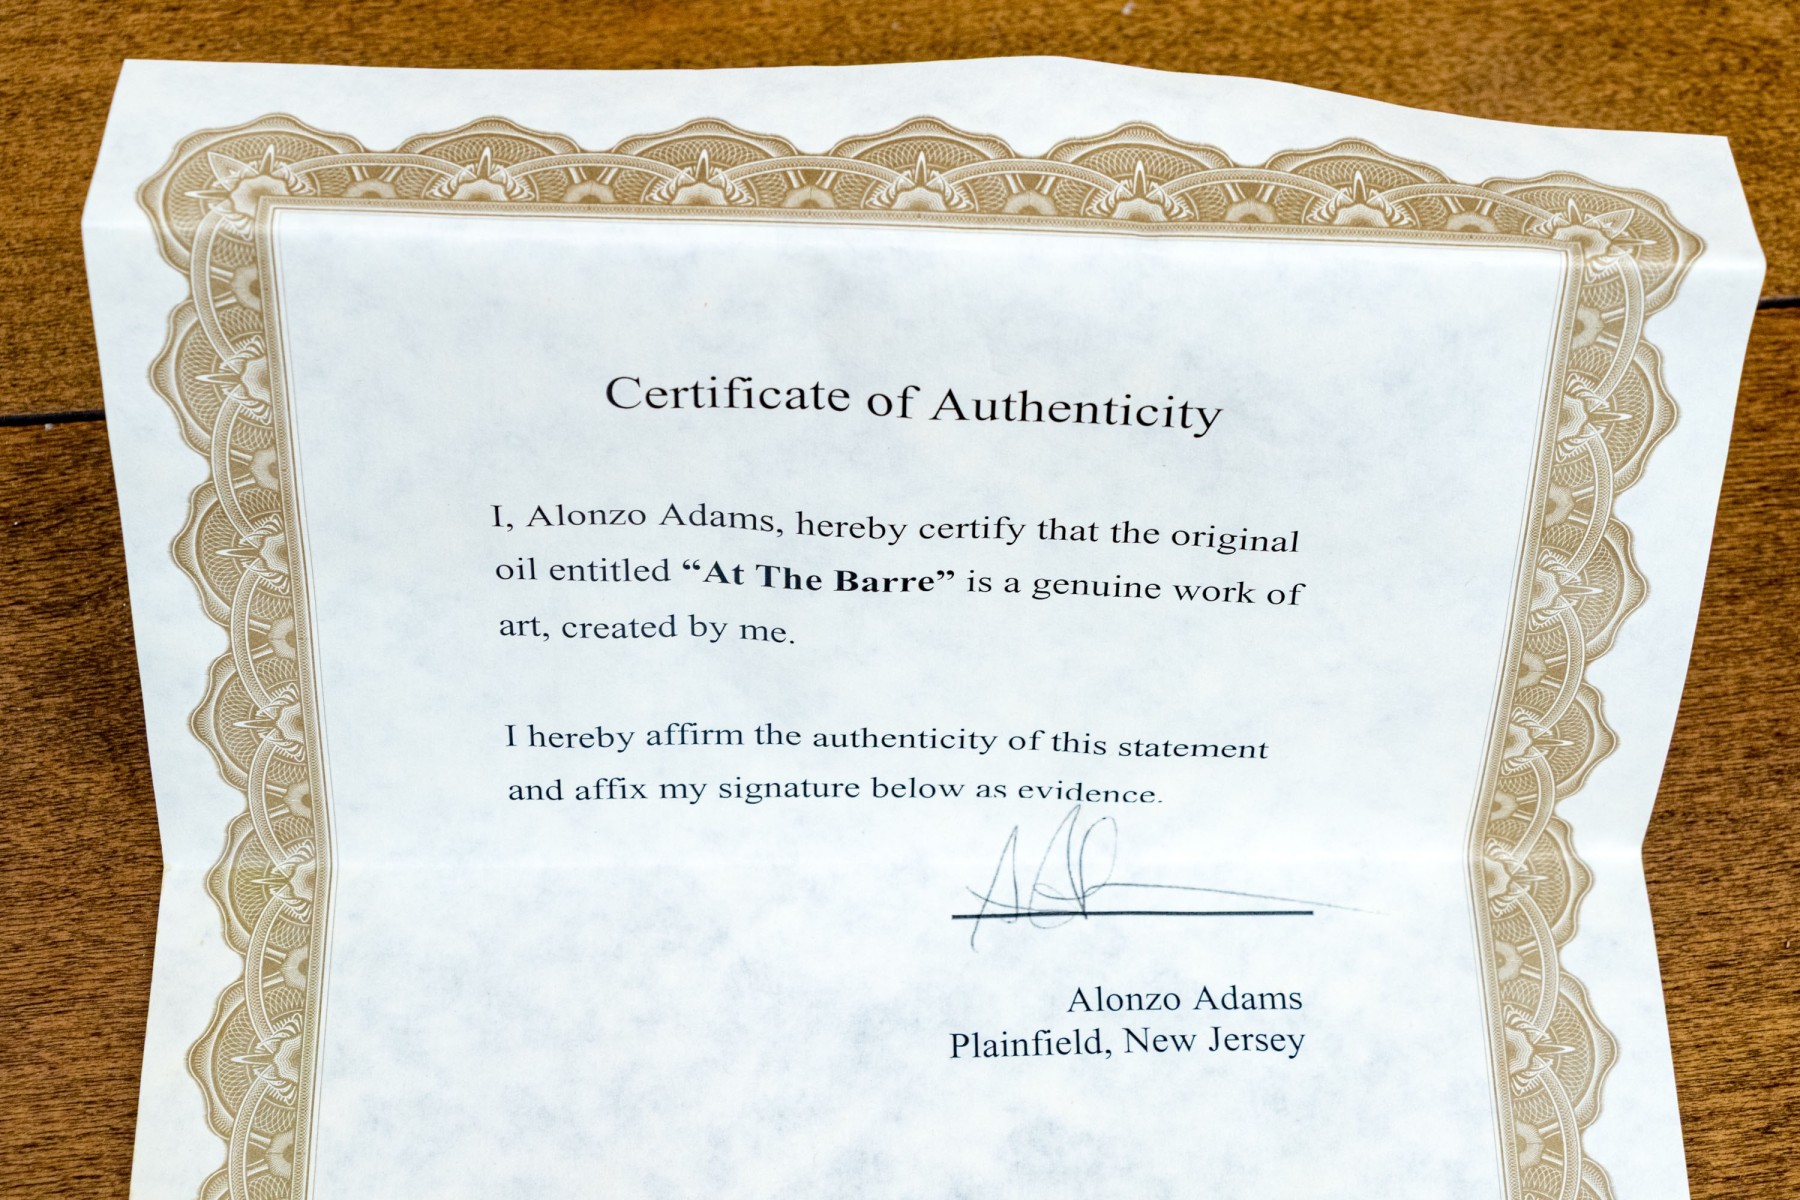 Certificate of Authenticity
I, Alonzo Adams, hereby certify that the original
oil entitled “At The Barre” is a genuine work of
art, created by me.
I hereby affirm the authenticity of this statement
and affix my signature below as evidence.
Alonzo Adams
Plainfield, New Jersey